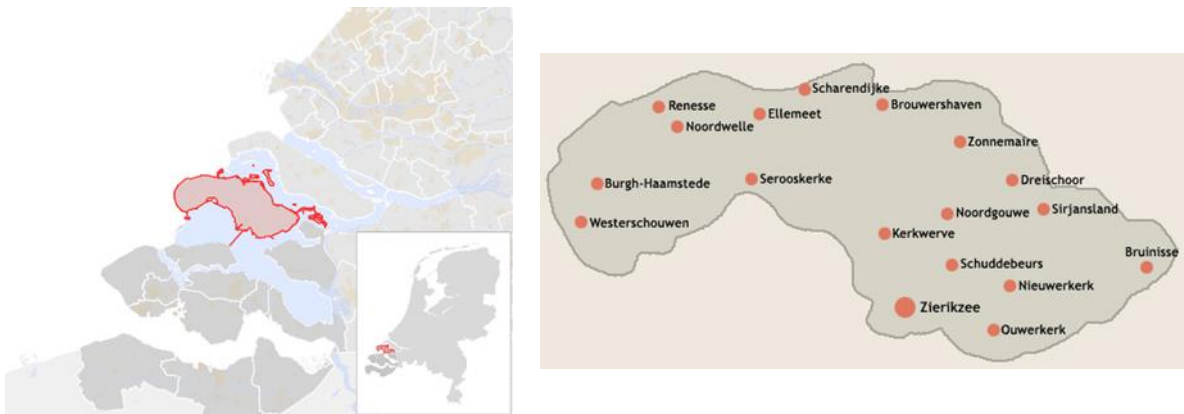 Scharendijke
Renesse
Brouwershaven
Ellemeet
Noordwelle
Zonnemaire
Burgh-Haamstede
Serooskerke
Dreischoor
Noordgouwe
Sirjansland
Westerschouwen
Kerkwerve
Bruinisse
Schuddebeurs
Nieuwerkerk
Zierikzee
Ouwerkerk